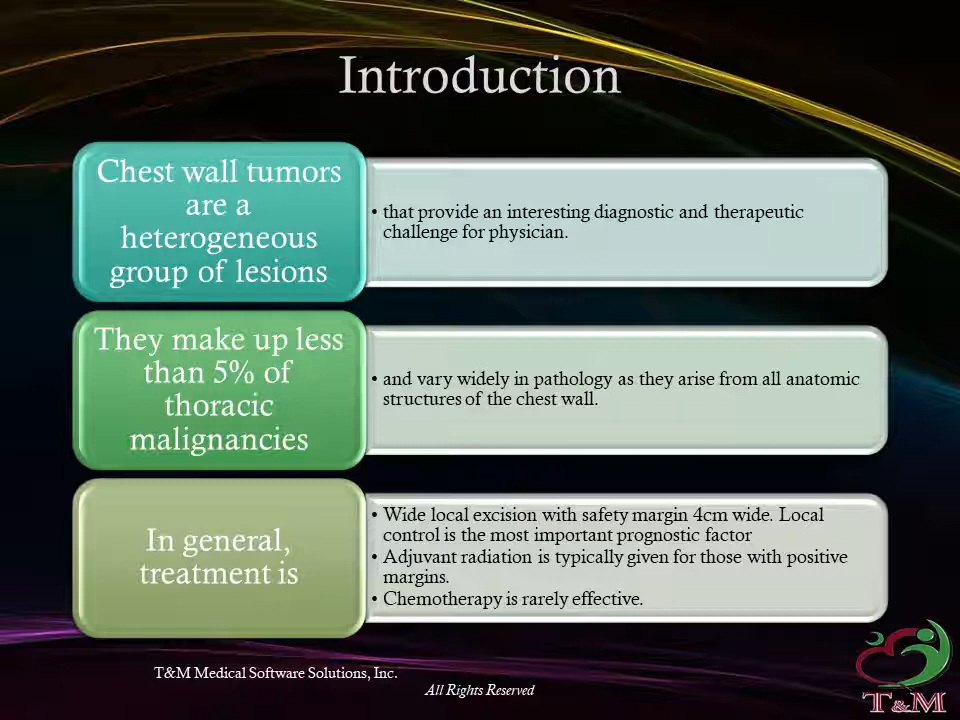 Introduction
Chest wall tumors
are a
heterogeneous
group of lesions
• that provide an interesting diagnostic and therapeutic
challenge for physician.
They make up less
than 5% of
thoracic
malignancies
• and vary widely in pathology as they arise from all anatomic
structures of the chest wall.
In general,
treatment is
• Wide local excision with safety margin 4cm wide. Local
control is the most important prognostic factor
• Adjuvant radiation is typically given for those with positive
margins.
• Chemotherapy is rarely effective.
T&M Medical Software Solutions, Inc.
All Rights Reserved
T&M